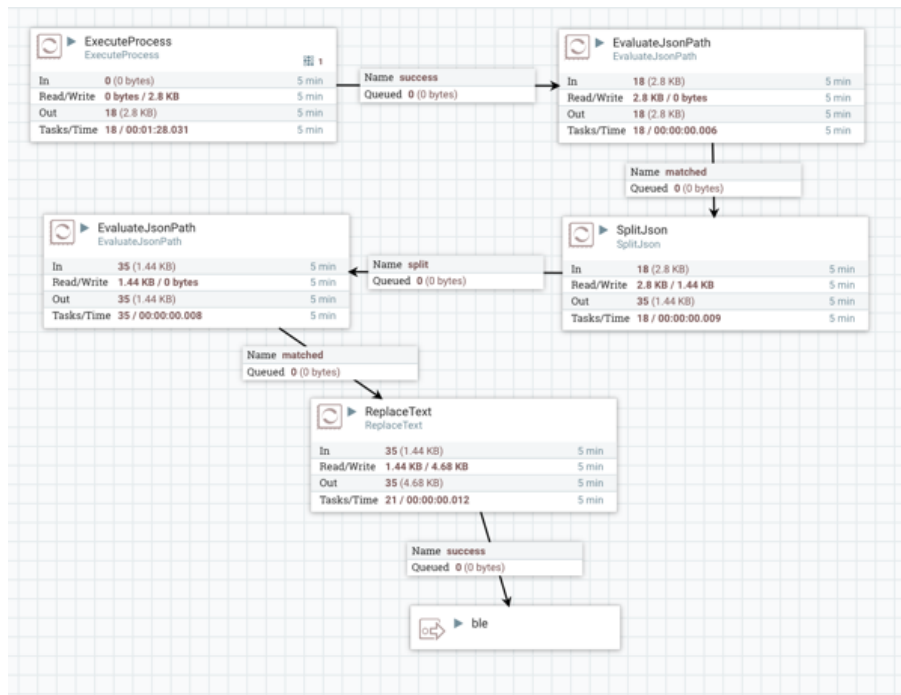 ExecuteProcess
ExecuteProcess
1
In 0 (0 bytes) 5 min
Read/Write 0 bytes / 2.8 KB 5 min
Out 18 (2.8 KB) 5 min
Tasks/Time 18 / 00:01:28.031 5 min
Name success
Queued 0 (0 bytes)
EvaluateJsonPath
EvaluateJsonPath
In 18 (2.8 KB) 5 min
Read/Write 2.8 KB / 0 bytes 5 min
Out 18 (2.8 KB) 5 min
Tasks/Time 18 / 00:00:00.006 5 min
Name matched
Queued 0 (0 bytes)
SplitJson
SplitJson
In 18 (2.8 KB) 5 min
Read/Write 2.8 KB / 1.44 KB 5 min
Out 35 (1.44 KB) 5 min
Tasks/Time 18 / 00:00:00.009 5 min
Name split
Queued 0 (0 bytes)
EvaluateJsonPath
EvaluateJsonPath
In 35 (1.44 KB) 5 min
Read/Write 1.44 KB / 0 bytes 5 min
Out 35 (1.44 KB) 5 min
Tasks/Time 35 / 00:00:00.008 5 min
Name matched
Queued 0 (0 bytes)
ReplaceText
ReplaceText
In 35 (1.44 KB) 5 min
Read/Write 1.44 KB / 4.68 KB 5 min
Out 35 (4.68 KB) 5 min
Tasks/Time 21 / 00:00:00.012 5 min
Name success
Queued 0 (0 bytes)
ble